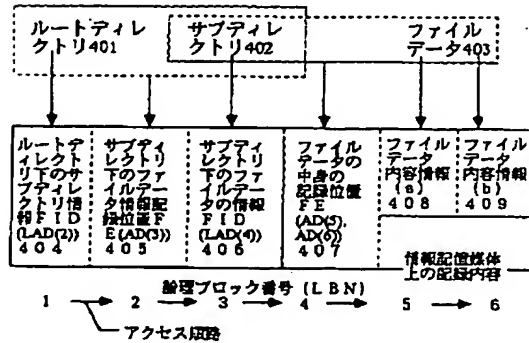 ルートディレ
クトリ401
サブディレ
クトリ402
ファイル
データ403
ルートデ
ィレクト
リ下のサ
ブディレ
クトリ情
報FID
(LAD(2))
404
サブディ
レクトリ
下のファ
イルデー
タ情報記
録位置F
E(AD(3))
405
サブディ
レクトリ
下のファ
イルデー
タの情報
FID
(LAD(4))
406
ファイル
データの
中身の
記録位置
FE
(AD(5),
AD(6))
407
ファイル
データ
内容情報
(a)
408
ファイル
データ
内容情報
(b)
409
情報記憶媒体
上の記録内容
論理ブロック番号 (LBN)
1 2 3 4 5 6
アクセス順路